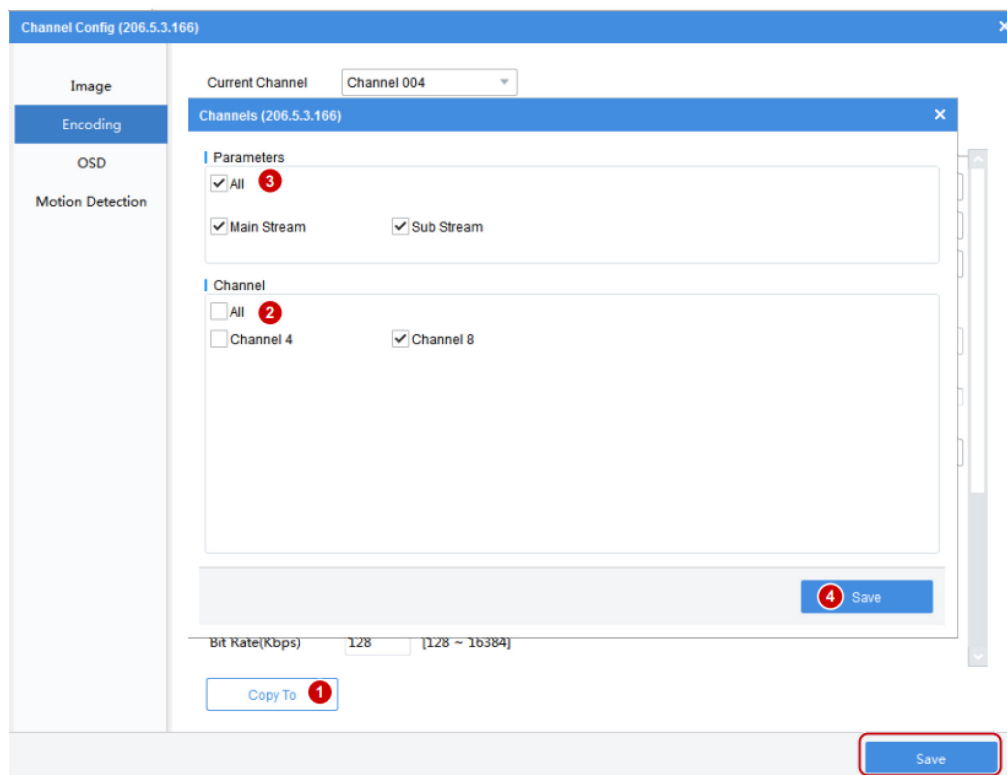 Channel Config (206.5.3.166)
Image
Encoding
OSD
Motion Detection
Current Channel Channel 004
Channels (206.5.3.166)
Parameters
All 3
Main Stream Sub Stream
Channel
All 2
Channel 4 Channel 8
4 Save
Bit Rate(Kbps) 128 [128 ~ 16384]
Copy To 1
Save